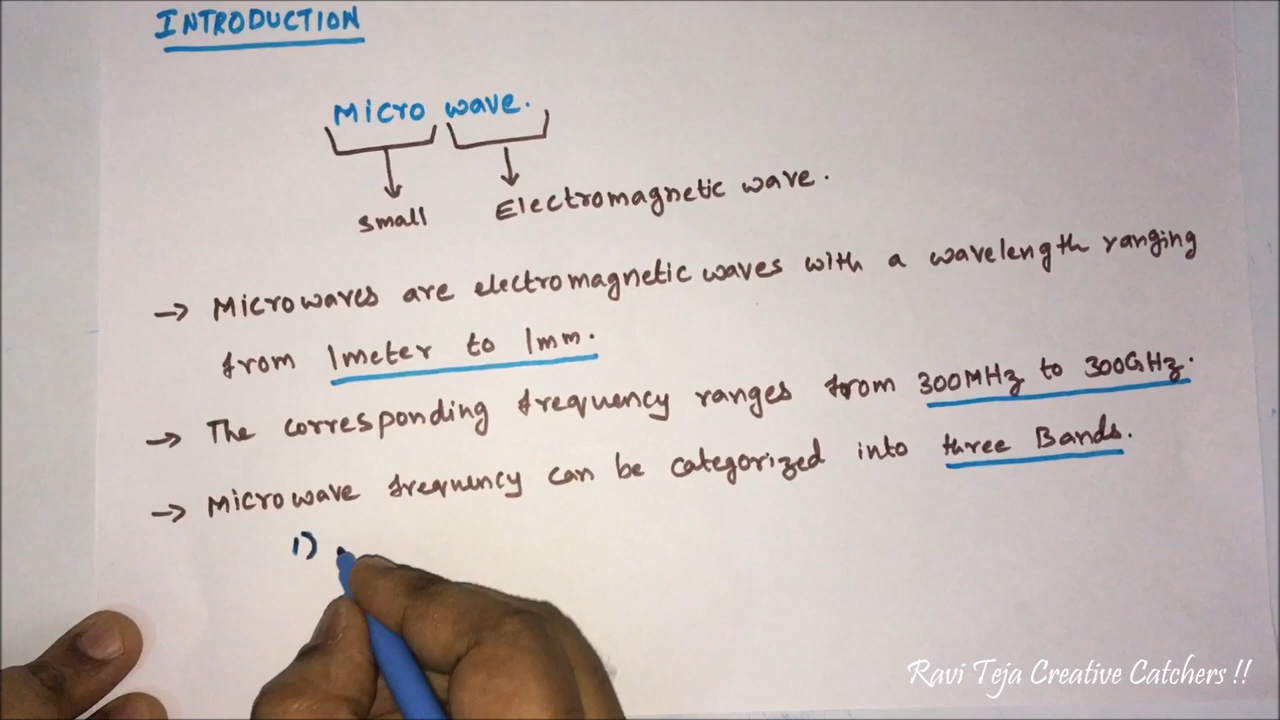 INTRODUCTION
Micro wave.
Small Electromagnetic wave.
→ Microwaves are electromagnetic waves with a wavelength ranging
from 1meter to 1mm.
→ The corresponding frequency ranges from 300MHz to 300GHz.
→ Microwave frequency can be categorized into three Bands.
1)
Ravi Teja Creative Catchers !!